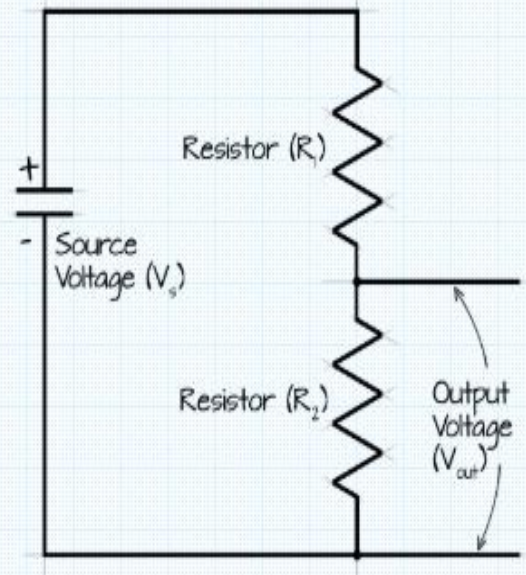 Resistor (R₁)
+
-
Source
Voltage (Vₛ)
Resistor (R₂)
Output
Voltage
(Vout)